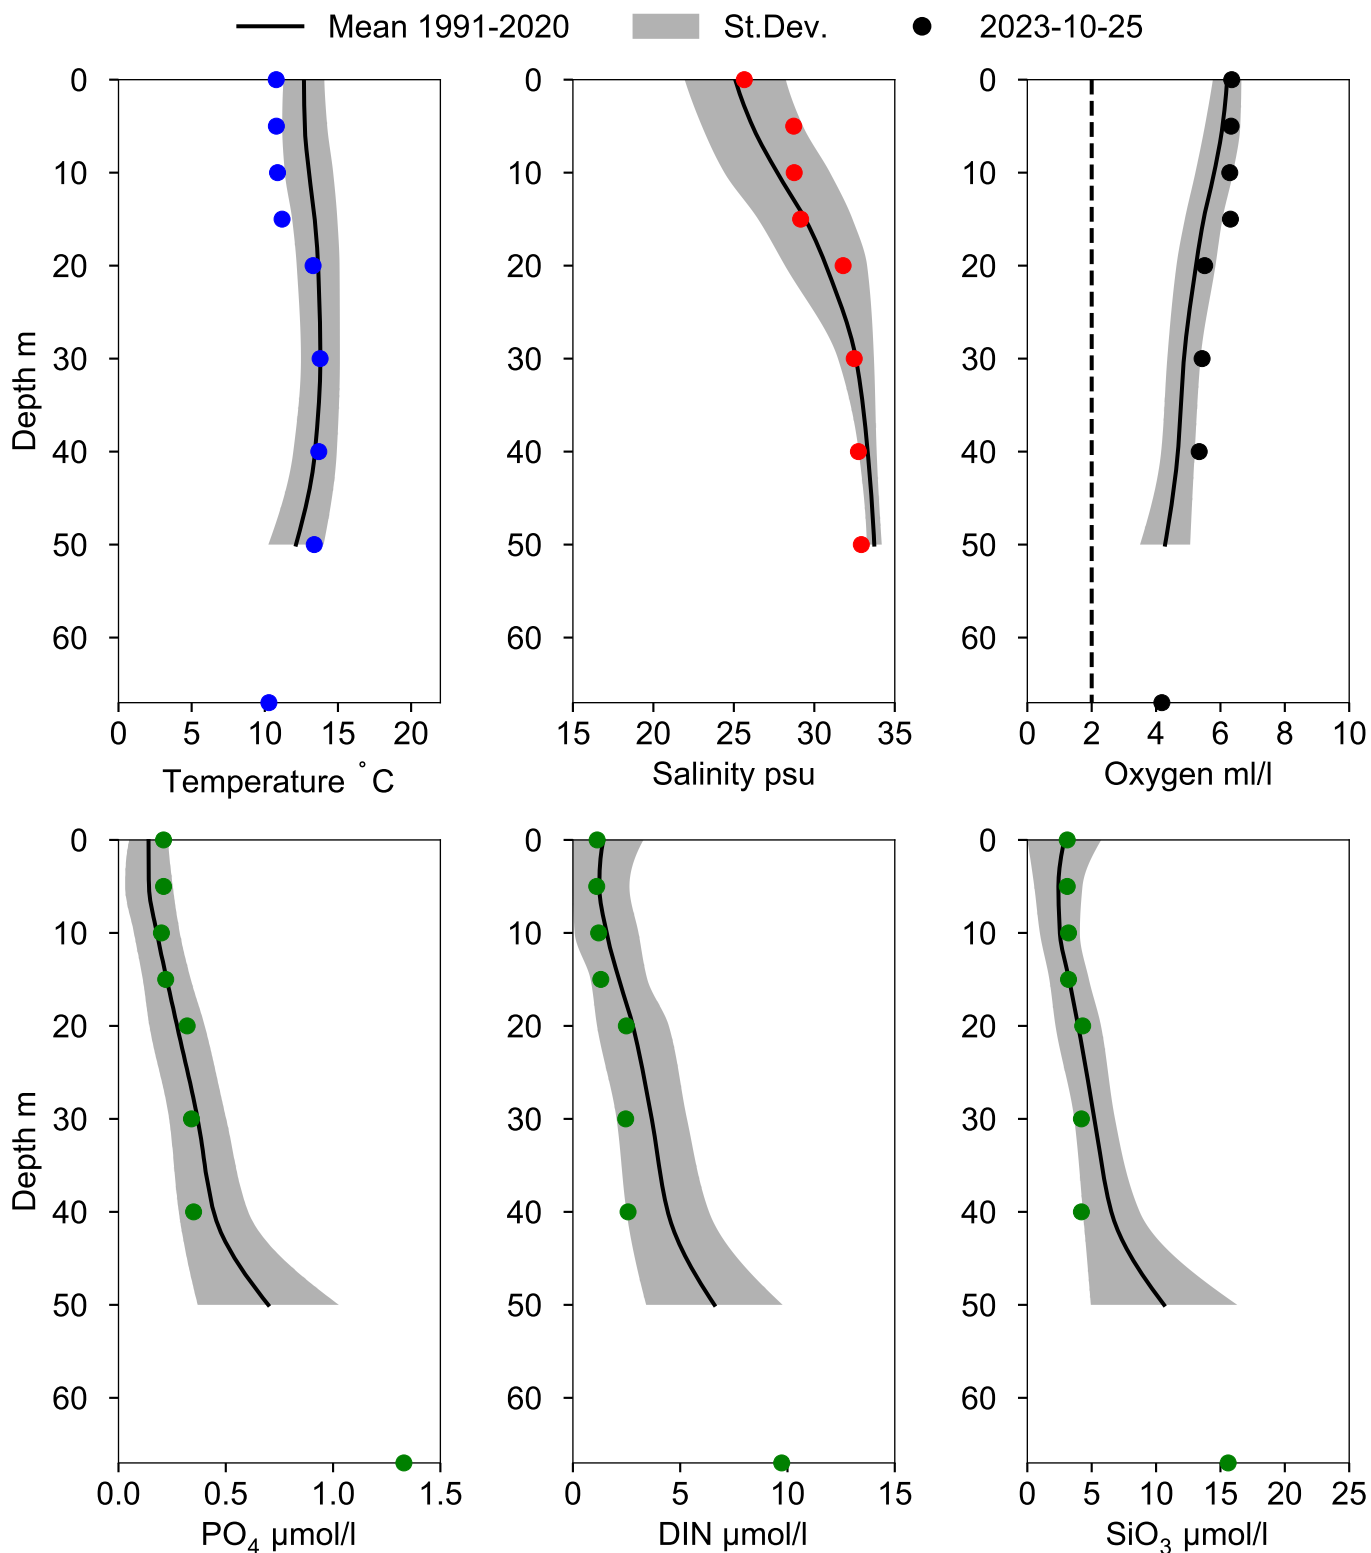 Mean 1991-2020 St.Dev. 2023-10-25
0 0 0
10 10 10
20 20 20
30 30 30
40 40 40
50 50 50
60 60 60
Depth m
0 5 10 15 20 15 20 25 30 35 0 2 4 6 8 10
Temperature °C Salinity psu Oxygen ml/l
0 0 0
10 10 10
20 20 20
30 30 30
40 40 40
50 50 50
60 60 60
Depth m
0.0 0.5 1.0 1.5 0 5 10 15 0 5 10 15 20 25
PO₄ µmol/l DIN µmol/l SiO₃ µmol/l